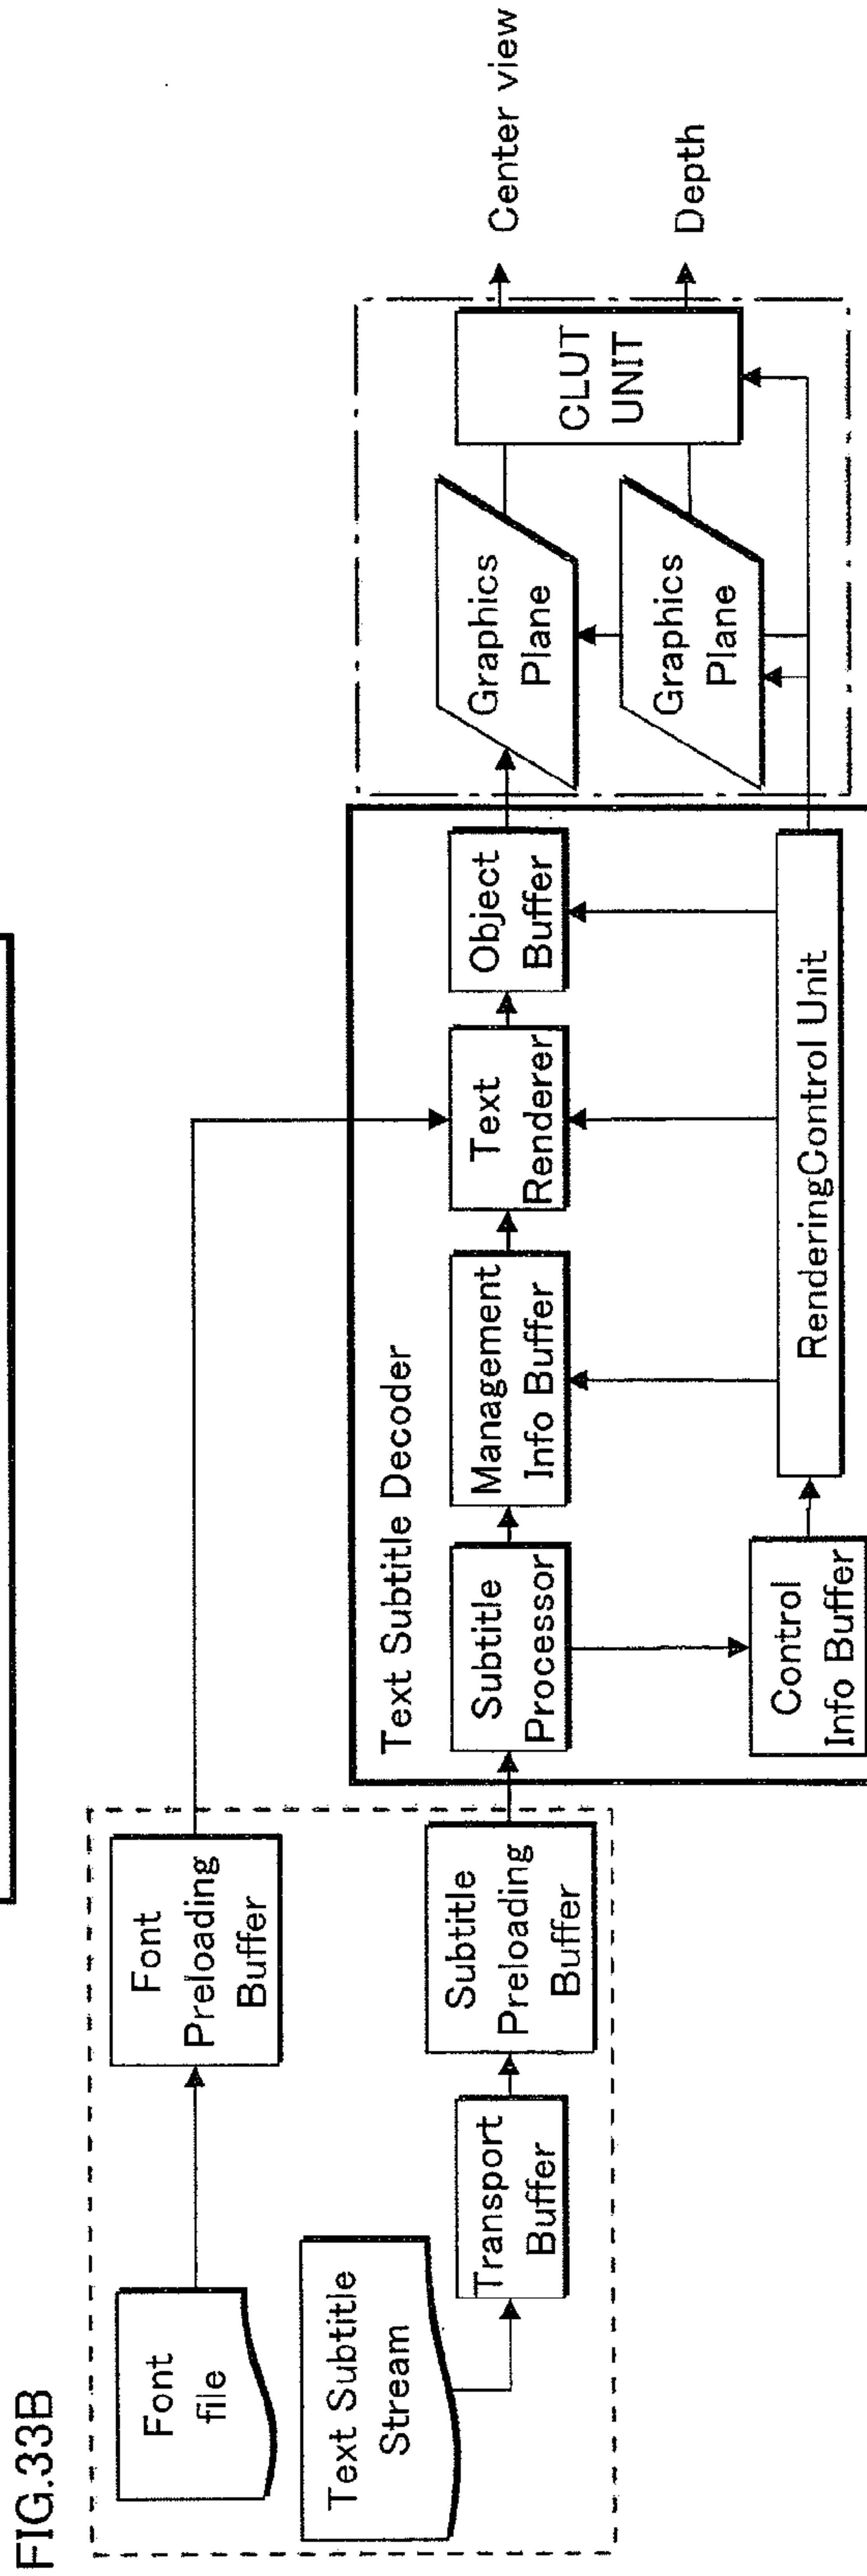 FIG.33B
Font
file
Font
Preloading
Buffer
Text Subtitle
Stream
Transport
Buffer
Subtitle
Preloading
Buffer
Text Subtitle Decoder
Subtitle
Processor
Management
Info Buffer
Text
Renderer
Object
Buffer
Control
Info Buffer
RenderingControl Unit
Graphics
Plane
Graphics
Plane
CLUT
UNIT
Center view
Depth